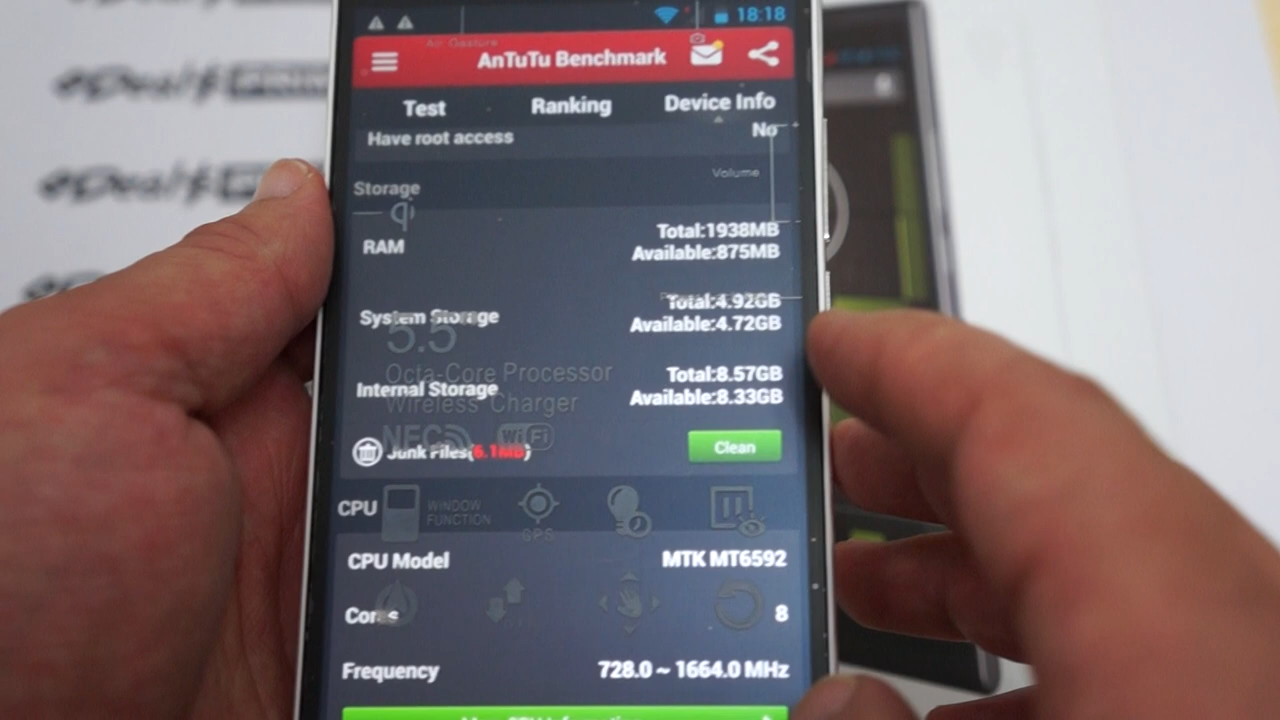 18:18
Air Gesture
AnTuTu Benchmark
Test Ranking Device Info
Have root access No
Volume
Storage
qi
RAM Total:1938MB
Available:875MB
System Storage Total:4.92GB
Available:4.72GB
5.5"
Octa-Core Processor
Internal Storage Total:8.57GB
Available:8.33GB
Wireless Charger
NFC WiFi
Junk Files(6.1MB) Clean
CPU
WINDOW
FUNCTION
GPS
CPU Model MTK MT6592
Cores 8
Frequency 728.0 ~ 1664.0 MHz